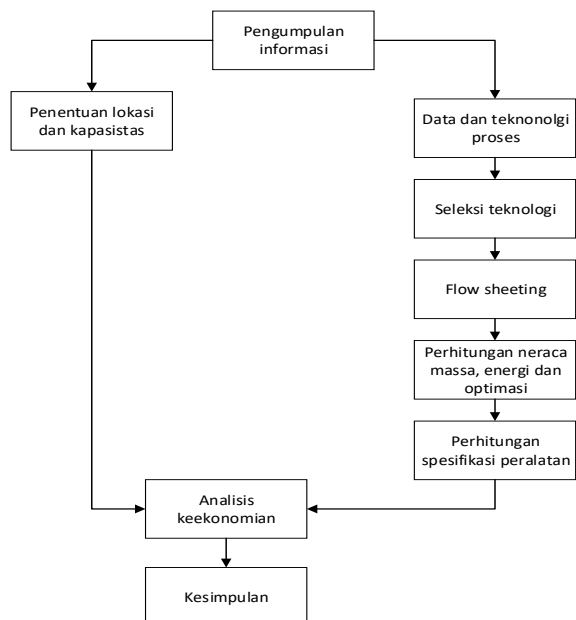 Pengumpulan
informasi
Penentuan lokasi
dan kapasistas
Data dan teknonolgi
proses
Seleksi teknologi
Flow sheeting
Perhitungan neraca
massa, energi dan
optimasi
Perhitungan
spesifikasi peralatan
Analisis
keekonomian
Kesimpulan